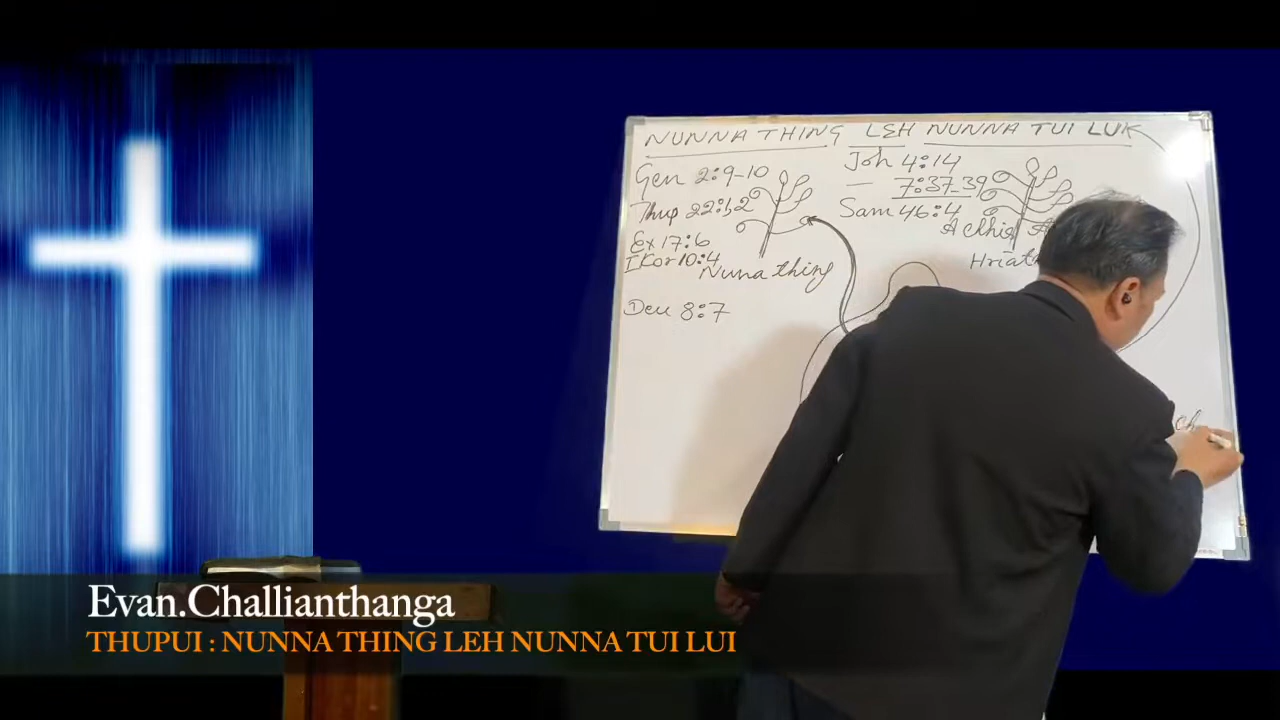 NUNNA THING LEH NUNNA TUI LUK
Gen 2:9-10
Thup 22:1,2
Ex 17:6
I Kor 10:4
Nuna thing
Deu 8:7
Joh 4:14
— 7:37-39
Sam 46:4
A chhia
Evan.Challianthanga
THUPUI : NUNNA THING LEH NUNNA TUI LUI